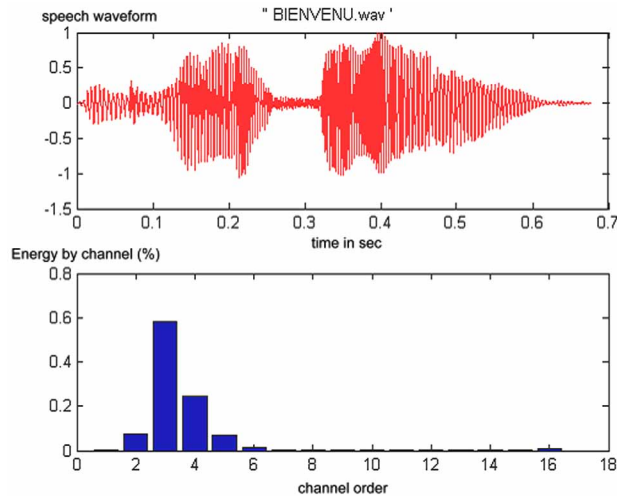 speech waveform
" BIENVENU.wav '
1
0.5
0
-0.5
-1
-1.5
0 0.1 0.2 0.3 0.4 0.5 0.6 0.7
time in sec
Energy by channel (%)
0.8
0.6
0.4
0.2
0
0 2 4 6 8 10 12 14 16 18
channel order